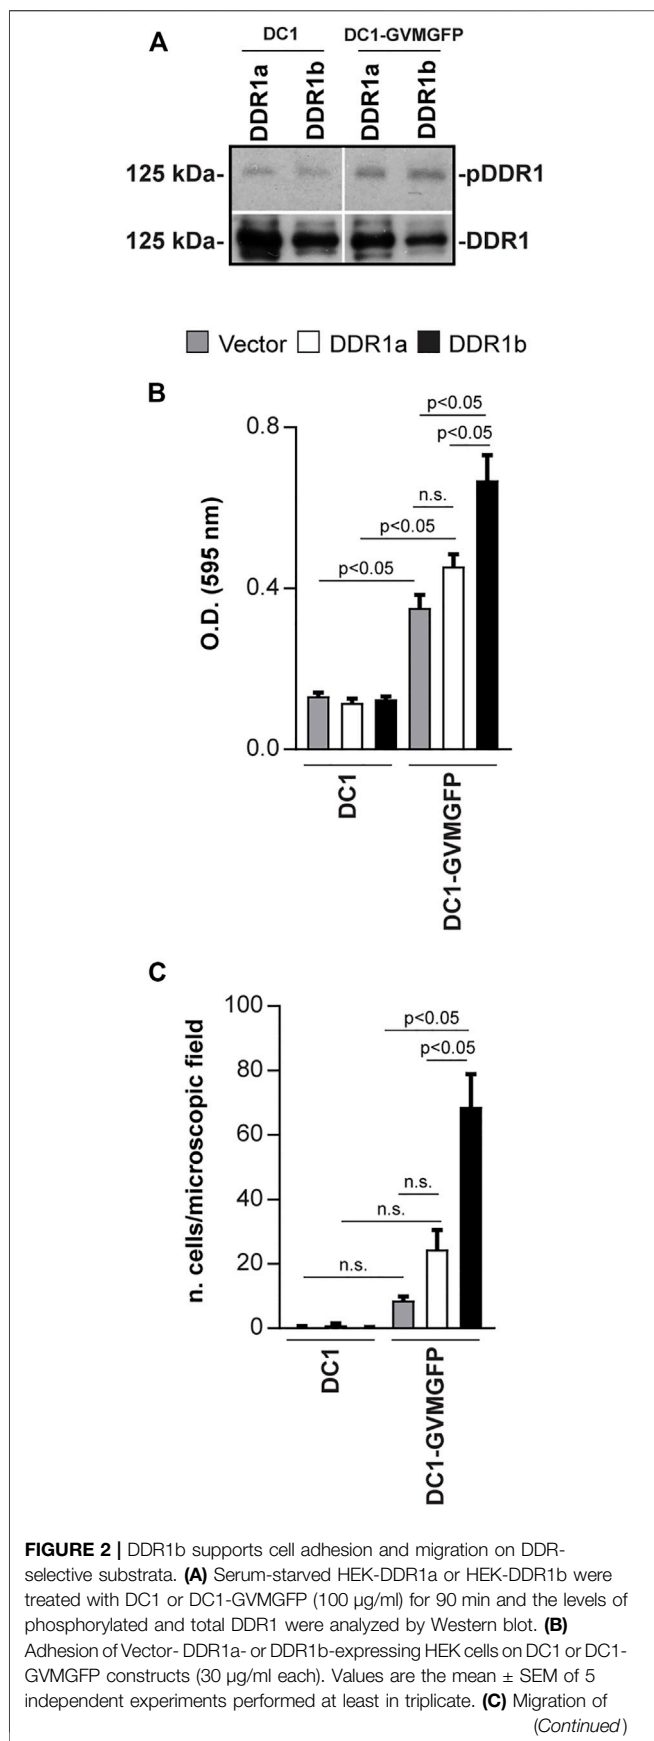 A
DC1 DC1-GVMGFP
DDR1a DDR1b DDR1a DDR1b
125 kDa- -pDDR1
125 kDa- -DDR1
Vector DDR1a DDR1b
B
p<0.05
p<0.05
n.s.
p<0.05
p<0.05
0.8
0.4
0.0
O.D. (595 nm)
DC1 DC1-GVMGFP
C
p<0.05
p<0.05
n.s.
n.s.
n.s.
100
80
60
40
20
0
n. cells/microscopic field
DC1 DC1-GVMGFP
FIGURE 2 | DDR1b supports cell adhesion and migration on DDR-
selective substrata. (A) Serum-starved HEK-DDR1a or HEK-DDR1b were
treated with DC1 or DC1-GVMGFP (100 µg/ml) for 90 min and the levels of
phosphorylated and total DDR1 were analyzed by Western blot. (B)
Adhesion of Vector- DDR1a- or DDR1b-expressing HEK cells on DC1 or DC1-
GVMGFP constructs (30 µg/ml each). Values are the mean ± SEM of 5
independent experiments performed at least in triplicate. (C) Migration of
(Continued)